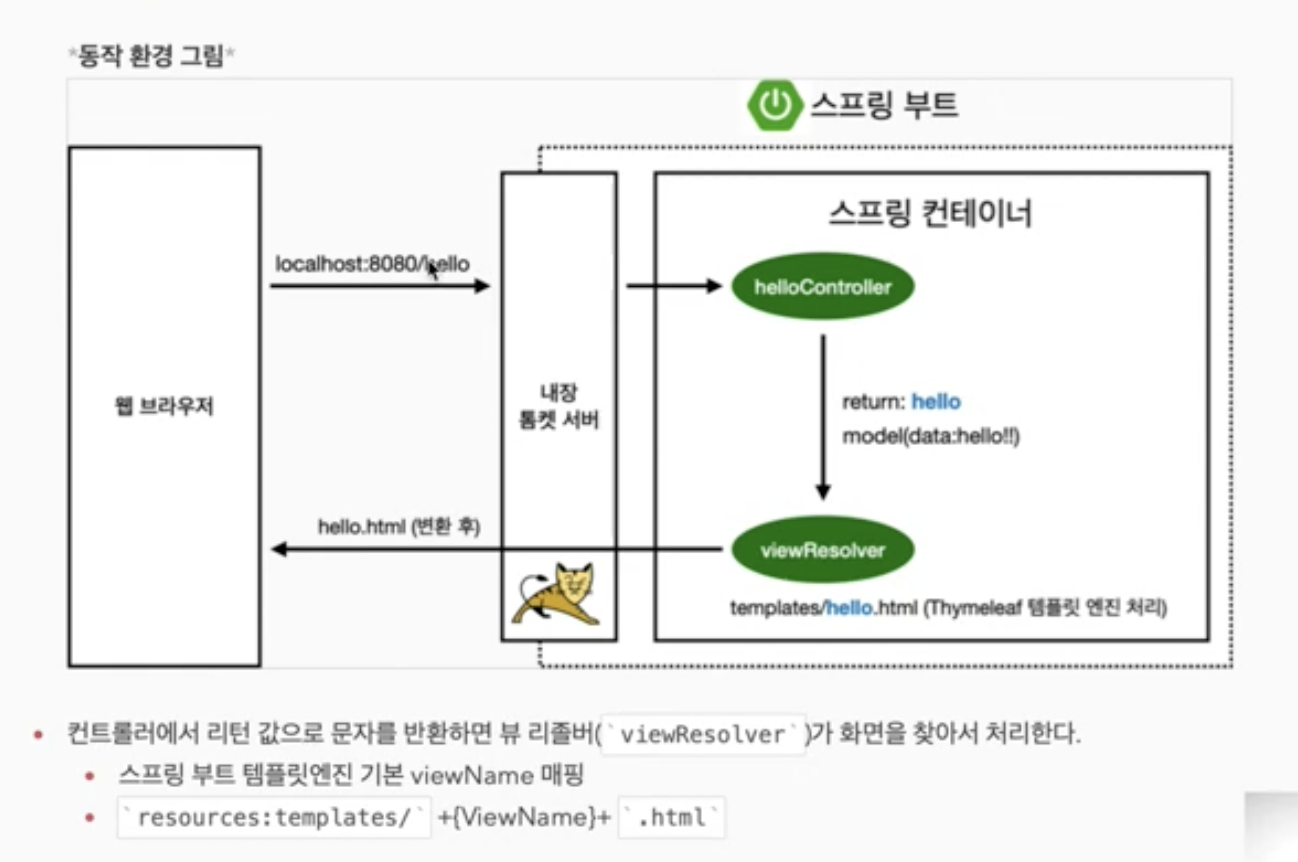 *동작 환경 그림*
스프링 부트
스프링 컨테이너
localhost:8080/hello
helloController
웹 브라우저
내장
톰켓 서버
return: hello
model(data:hello!!)
hello.html (변환 후)
viewResolver
templates/hello.html (Thymeleaf 템플릿 엔진 처리)
• 컨트롤러에서 리턴 값으로 문자를 반환하면 뷰 리졸버(`viewResolver`)가 화면을 찾아서 처리한다.
• 스프링 부트 템플릿엔진 기본 viewName 매핑
• `resources:templates/` +{ViewName}+ `.html`